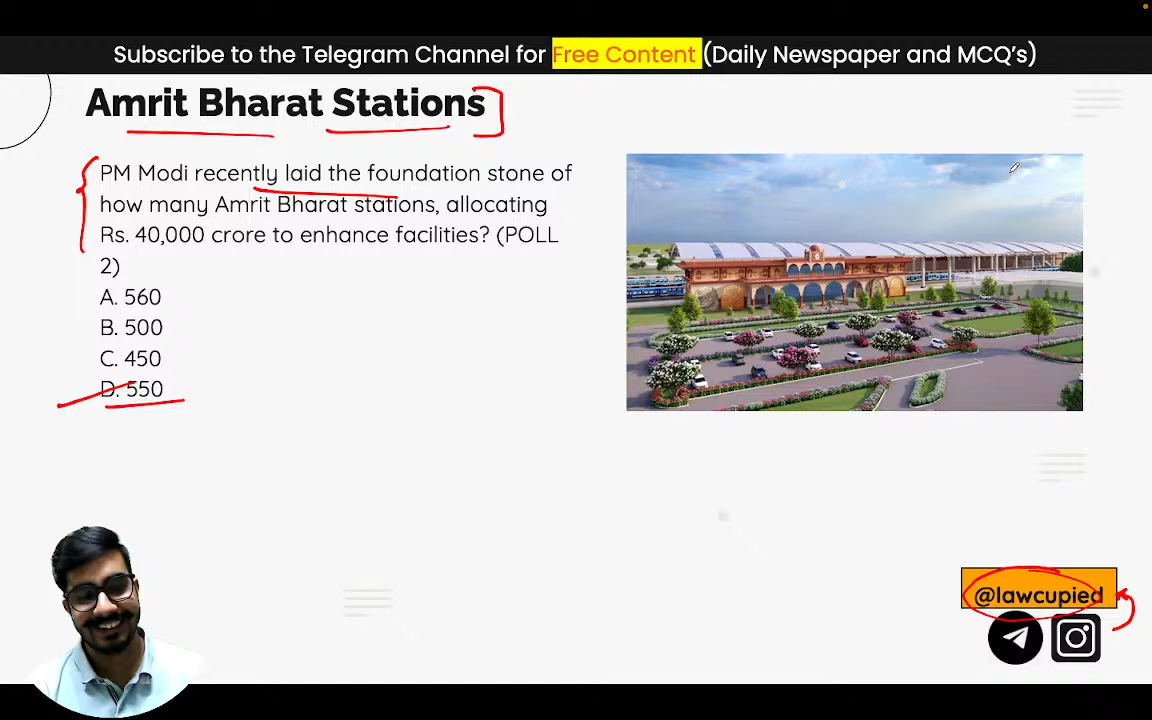 Subscribe to the Telegram Channel for Free Content (Daily Newspaper and MCQ's)
Amrit Bharat Stations
PM Modi recently laid the foundation stone of
how many Amrit Bharat stations, allocating
Rs. 40,000 crore to enhance facilities? (POLL
2)
A. 560
B. 500
C. 450
D. 550
@lawcupied